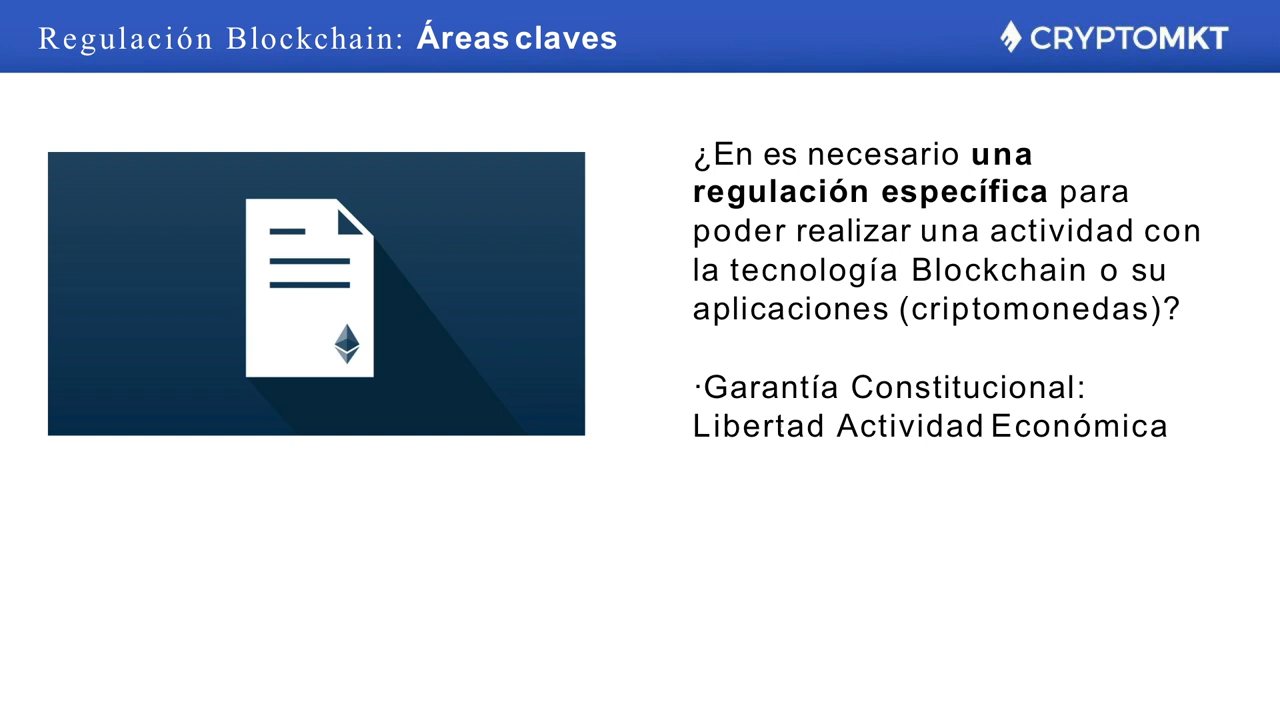 Regulación Blockchain: Áreas claves
CRYPTOMKT
¿En es necesario una
regulación específica para
poder realizar una actividad con
la tecnología Blockchain o su
aplicaciones (criptomonedas)?
·Garantía Constitucional:
Libertad Actividad Económica